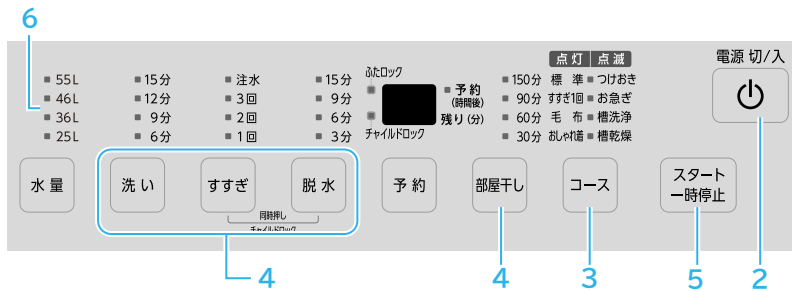 6
電源 切/入
点灯 点滅
ふたロック
55L 15分 注水 15分 予約 150分 標 準 つけおき
(時間後)
46L 12分 3回 9分 90分 すすぎ1回 お急ぎ
36L 9分 2回 6分 残り(分) 60分 毛 布 槽洗浄
25L 6分 1回 3分 チャイルドロック 30分 おしゃれ着 槽乾燥
水 量 洗 い すすぎ 脱 水 予 約 部屋干し コース スタート
一時停止
同時押し
チャイルドロック
4 4 3 5 2